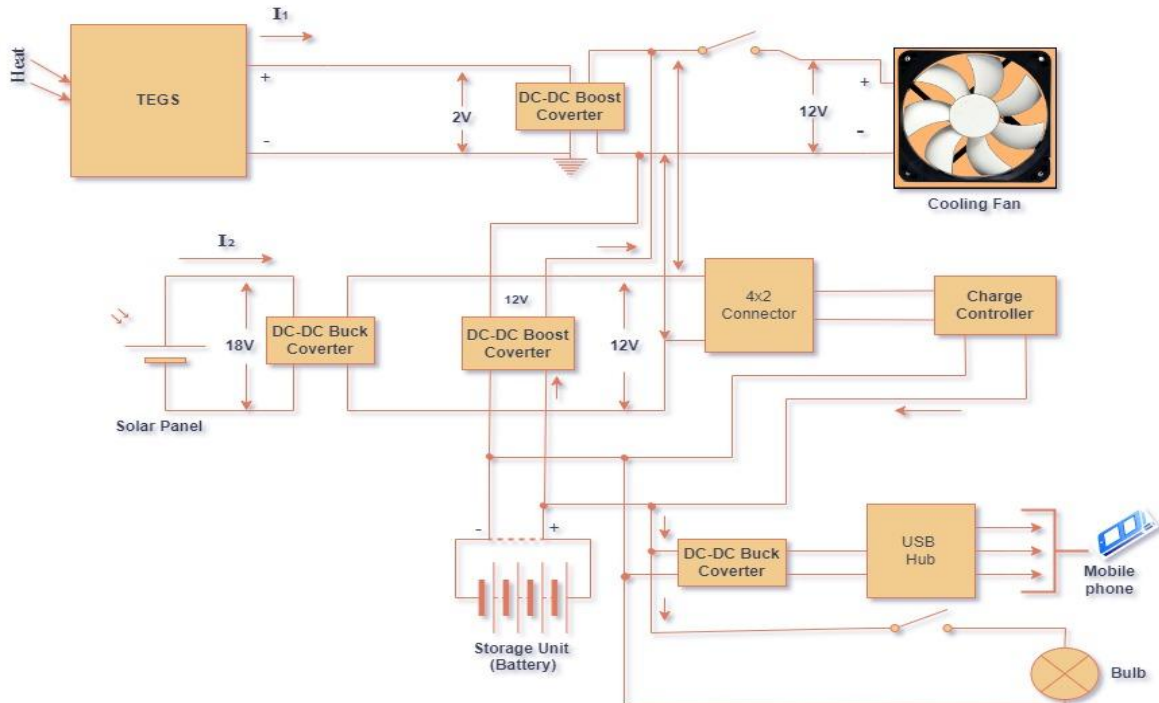 I₁
Heat
TEGS
+
-
2V
DC-DC Boost
Coverter
12V
+
-
Cooling Fan
I₂
18V
DC-DC Buck
Coverter
12V
DC-DC Boost
Coverter
12V
4x2
Connector
Charge
Controller
Solar Panel
-
+
Storage Unit
(Battery)
DC-DC Buck
Coverter
USB
Hub
Mobile
phone
Bulb